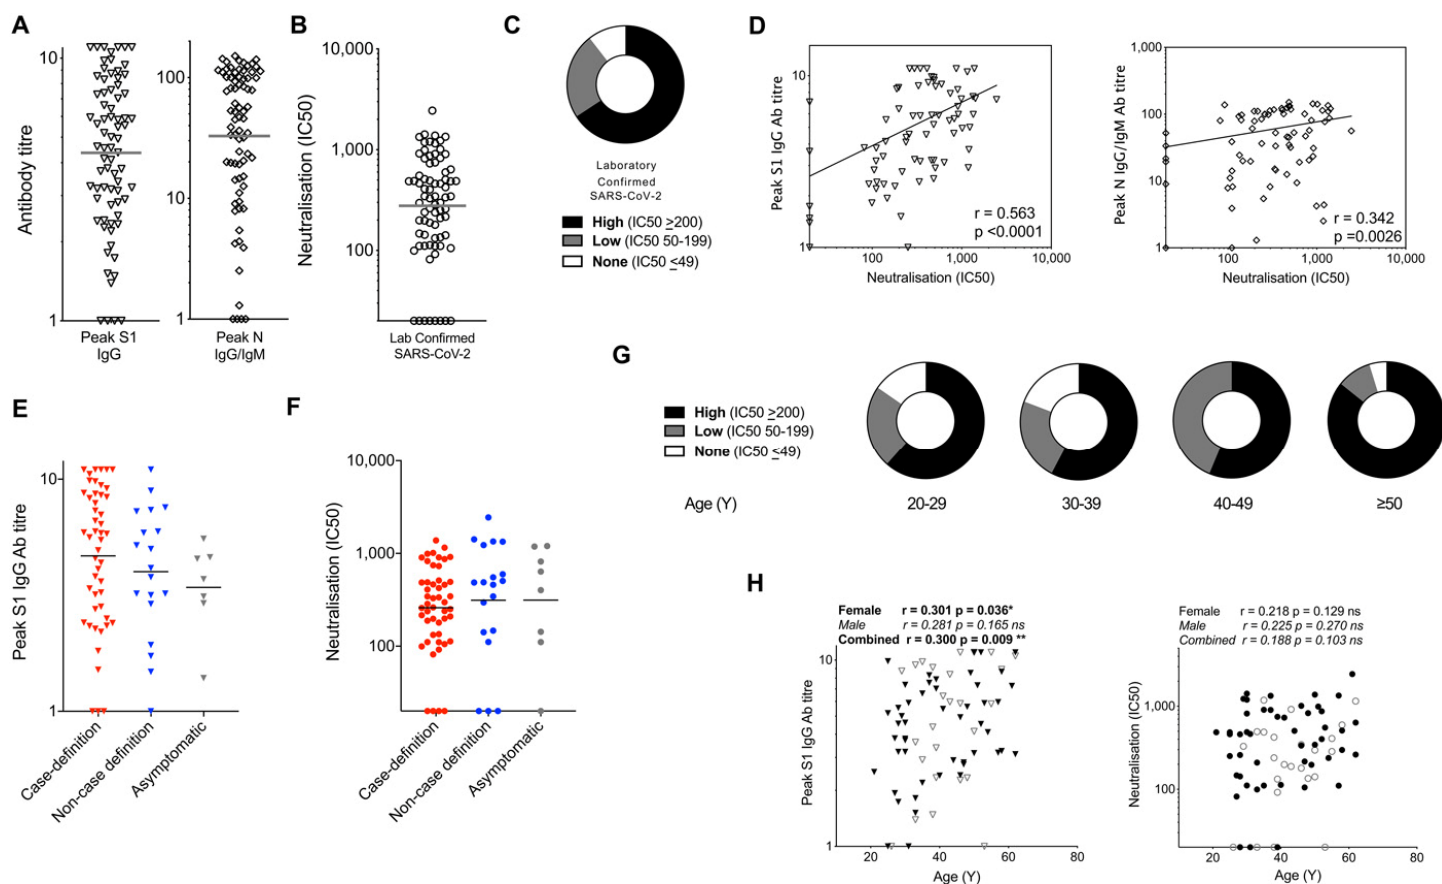 A
Antibody titre
10
1
Peak S1
IgG
100
10
1
Peak N
IgG/IgM
B
Neutralisation (IC50)
10,000
1,000
100
Lab Confirmed
SARS-CoV-2
C
Laboratory
Confirmed
SARS-CoV-2
High (IC50 ≥200)
Low (IC50 50-199)
None (IC50 ≤49)
D
Peak S1 IgG Ab titre
10
1
r = 0.563
p <0.0001
100
1,000
10,000
Neutralisation (IC50)
Peak N IgG/IgM Ab titre
1,000
100
10
1
r = 0.342
p =0.0026
100
1,000
10,000
Neutralisation (IC50)
E
Peak S1 IgG Ab titre
10
1
Case-definition
Non-case definition
Asymptomatic
F
Neutralisation (IC50)
10,000
1,000
100
Case-definition
Non-case definition
Asymptomatic
G
High (IC50 ≥200)
Low (IC50 50-199)
None (IC50 ≤49)
Age (Y)
20-29
30-39
40-49
≥50
H
Female r = 0.301 p = 0.036*
Male r = 0.281 p = 0.165 ns
Combined r = 0.300 p = 0.009 **
Peak S1 IgG Ab titre
10
1
20
40
60
80
Age (Y)
Female r = 0.218 p = 0.129 ns
Male r = 0.225 p = 0.270 ns
Combined r = 0.188 p = 0.103 ns
Neutralisation (IC50)
1,000
100
20
40
60
80
Age (Y)